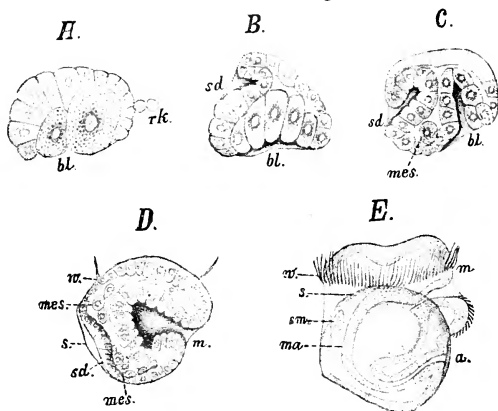 A. B. C.
sd
rk.
bl.
bl.
sd
bl.
mes.
D. E.
w.
mes.
s.
sd.
mes.
m.
w.
m
s.
sm.
ma
a.